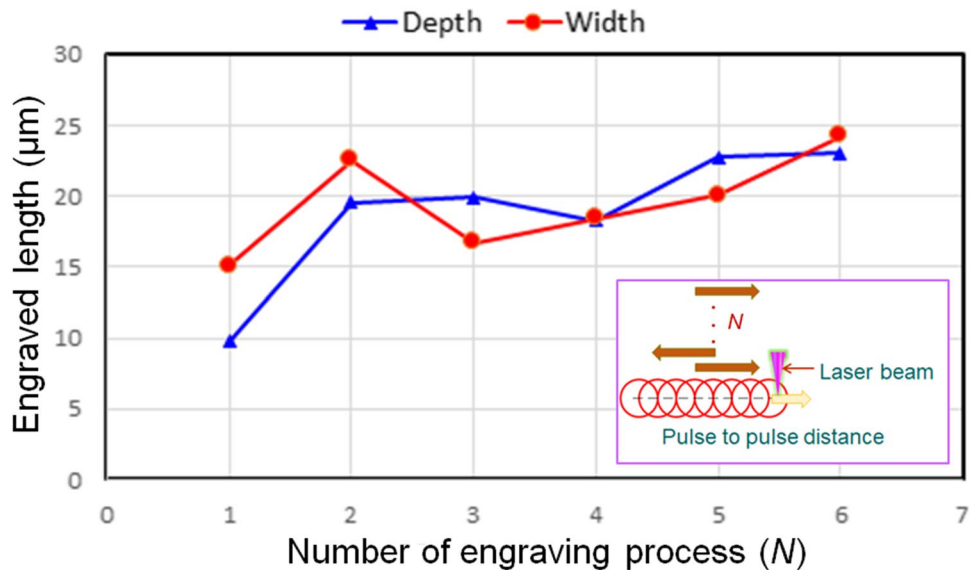 Depth Width
Engraved length (μm)
30
25
20
15
10
5
0
N
Laser beam
Pulse to pulse distance
0 1 2 3 4 5 6 7
Number of engraving process (N)